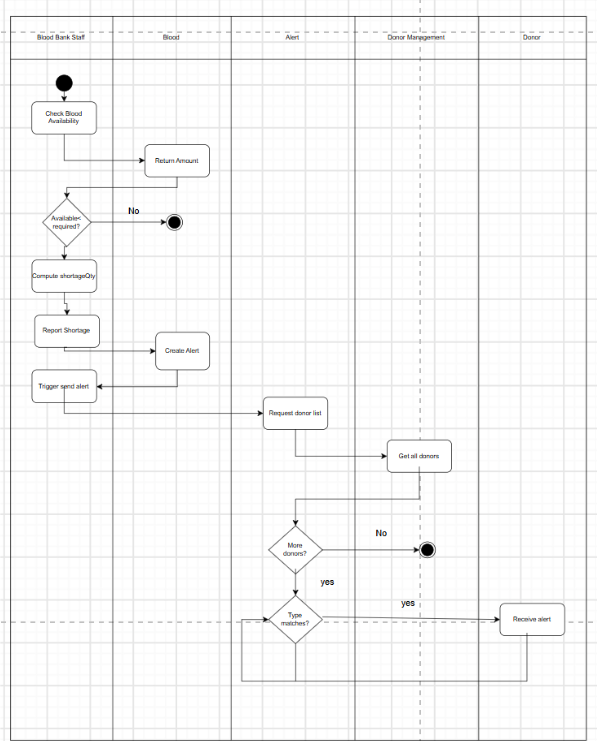 Blood Bank Staff
Blood
Alert
Donor Management
Donor
Check Blood
Availability
Return Amount
Available<
required?
No
Compute shortageQty
Report Shortage
Create Alert
Trigger send alert
Request donor list
Get all donors
More
donors?
No
yes
Type
matches?
yes
Receive alert